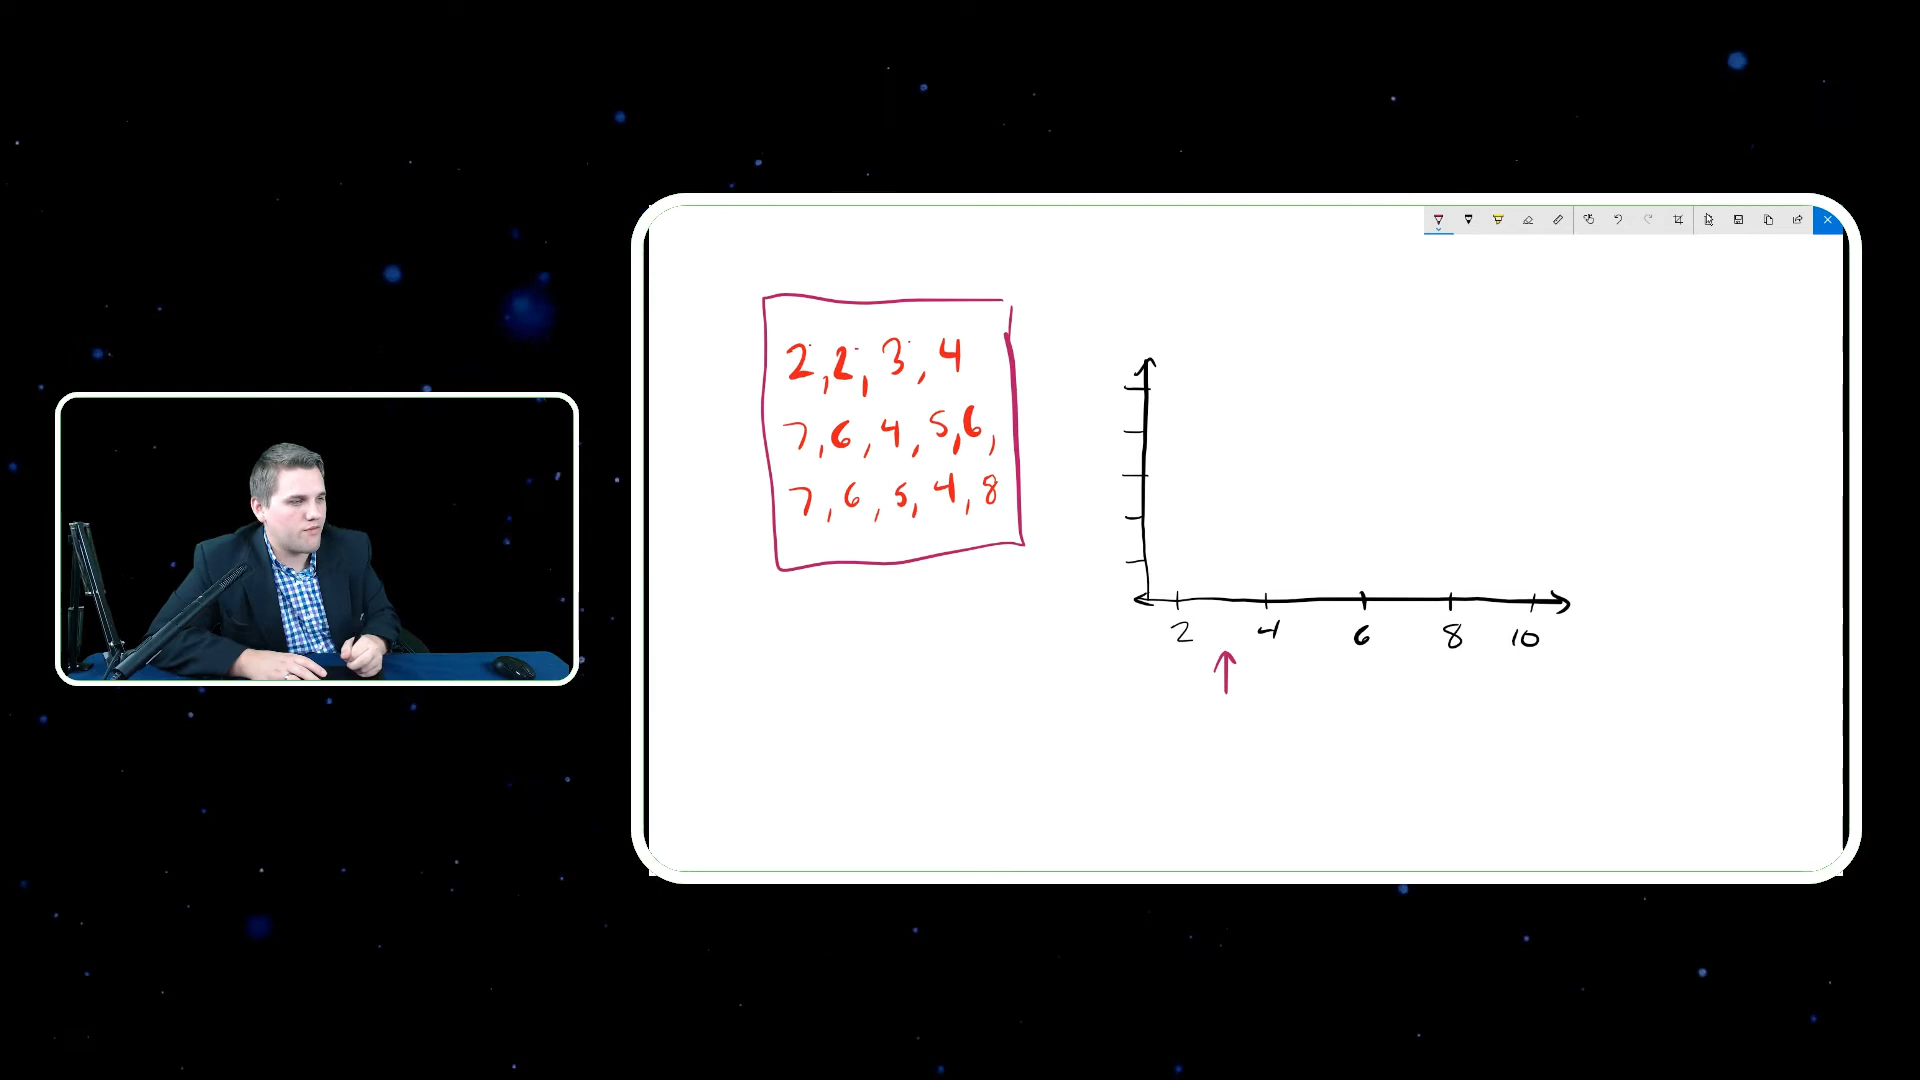 2, 2, 3, 4
7, 6, 4, 5, 6,
7, 6, 5, 4, 8
2 4 6 8 10